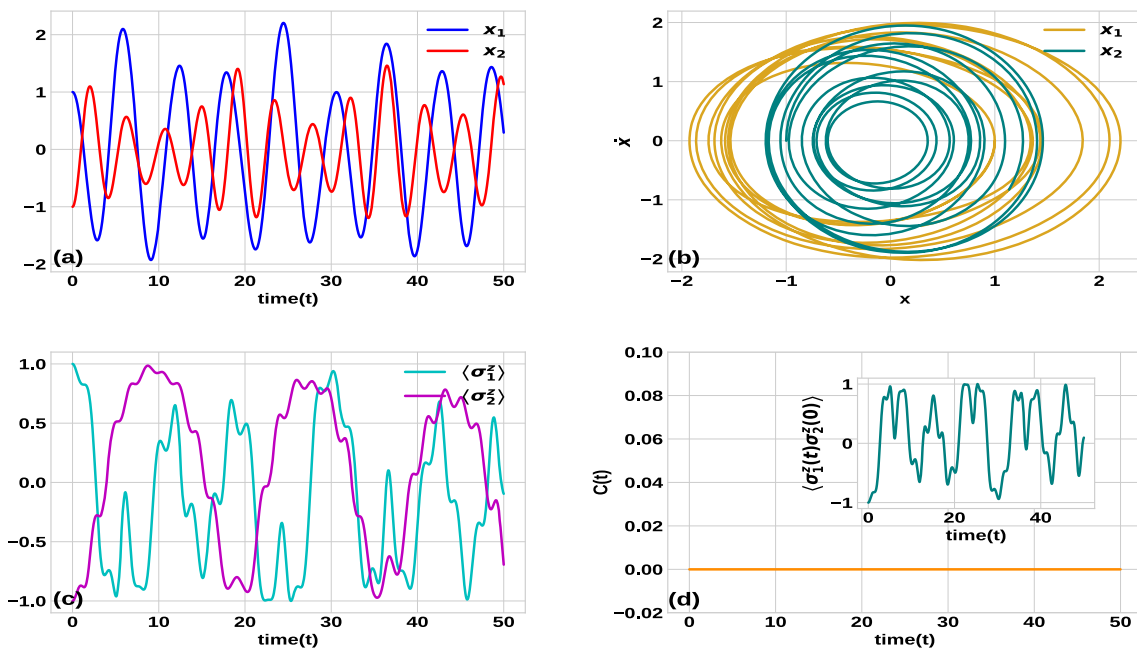 2
1
0
−1
−2
0
10
20
30
40
50
time(t)
(a)
x₁
x₂
2
1
0
−1
−2
−2
−1
0
1
2
x
ẋ
(b)
x₁
x₂
1.0
0.5
0.0
−0.5
−1.0
0
10
20
30
40
50
time(t)
(c)
⟨σ₁ᶻ⟩
⟨σ₂ᶻ⟩
0.10
0.08
0.06
0.04
0.02
0.00
−0.02
C(t)
0
10
20
30
40
50
time(t)
(d)
1
0
−1
⟨σ₁ᶻ(t)σ₂ᶻ(0)⟩
0
20
40
time(t)